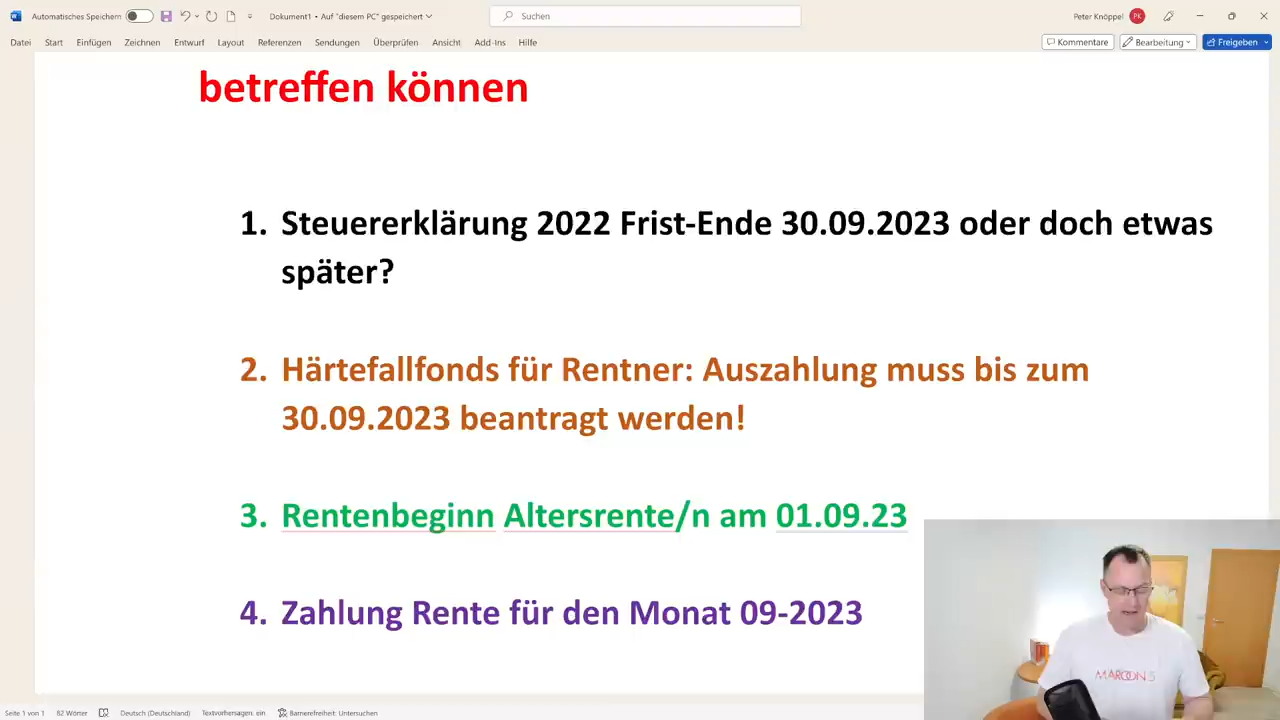 Automatisches Speichern
Dokument1 • Auf "diesem PC" gespeichert
Suchen
Peter Knöppel
PK
Datei Start Einfügen Zeichnen Entwurf Layout Referenzen Sendungen Überprüfen Ansicht Add-Ins Hilfe
Kommentare
Bearbeitung
Freigeben
betreffen können
1. Steuererklärung 2022 Frist-Ende 30.09.2023 oder doch etwas
später?
2. Härtefallfonds für Rentner: Auszahlung muss bis zum
30.09.2023 beantragt werden!
3. Rentenbeginn Altersrente/n am 01.09.23
4. Zahlung Rente für den Monat 09-2023
MAROON 5
Seite 1 von 1 82 Wörter Deutsch (Deutschland) Textvorhersagen: ein Barrierefreiheit: Untersuchen